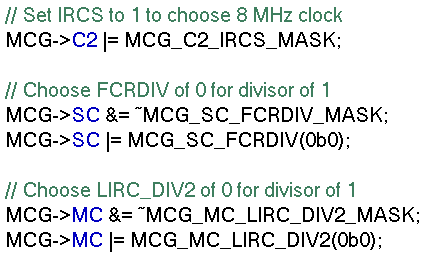 // Set IRCS to 1 to choose 8 MHz clock
MCG->C2 |= MCG_C2_IRCS_MASK;
// Choose FCRDIV of 0 for divisor of 1
MCG->SC &= ~MCG_SC_FCRDIV_MASK;
MCG->SC |= MCG_SC_FCRDIV(0b0);
// Choose LIRC_DIV2 of 0 for divisor of 1
MCG->MC &= ~MCG_MC_LIRC_DIV2_MASK;
MCG->MC |= MCG_MC_LIRC_DIV2(0b0);